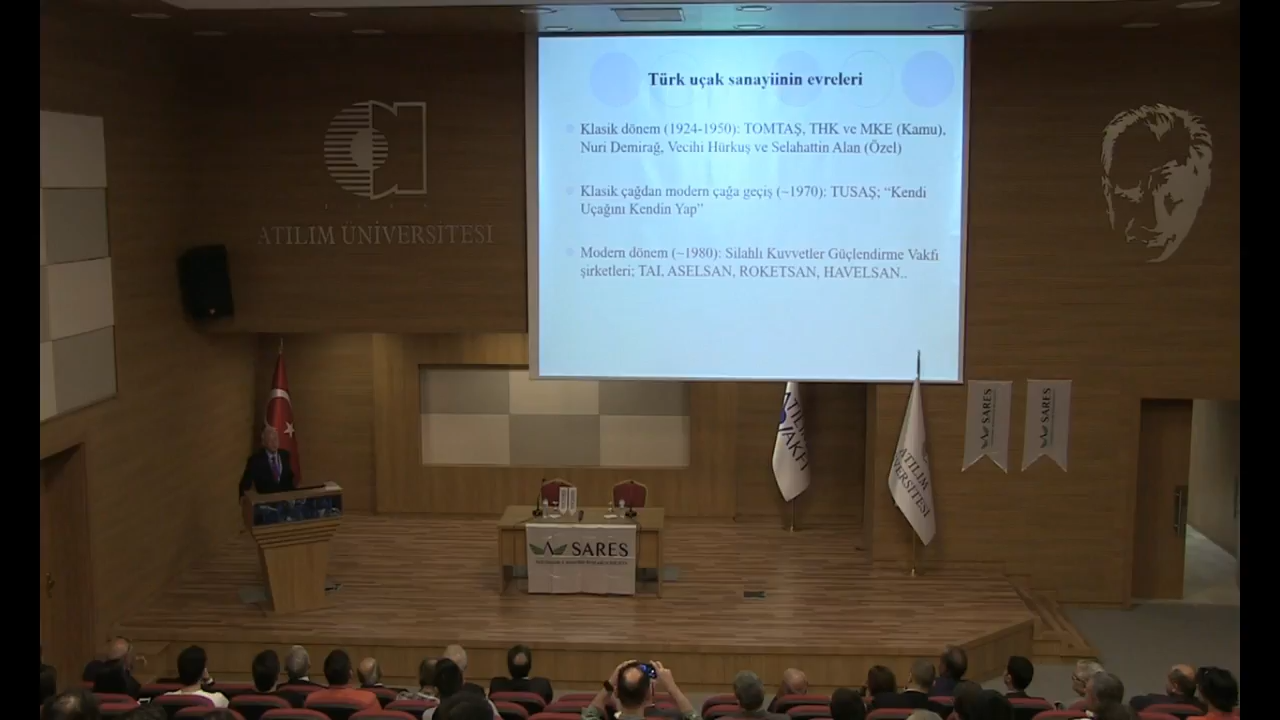 Türk uçak sanayiinin evreleri
Klasik dönem (1924-1950): TOMTAŞ, THK ve MKE (Kamu),
Nuri Demirağ, Vecihi Hürkuş ve Selahattin Alan (Özel)
Klasik çağdan modern çağa geçiş (~1970): TUSAŞ; “Kendi
Uçağını Kendin Yap”
Modern dönem (~1980): Silahlı Kuvvetler Güçlendirme Vakfı
şirketleri; TAI, ASELSAN, ROKETSAN, HAVELSAN..
ATILIM ÜNİVERSİTESİ
ATILIM
VAKFI
ATILIM
ÜNİVERSİTESİ
SARES
SARES
SARES